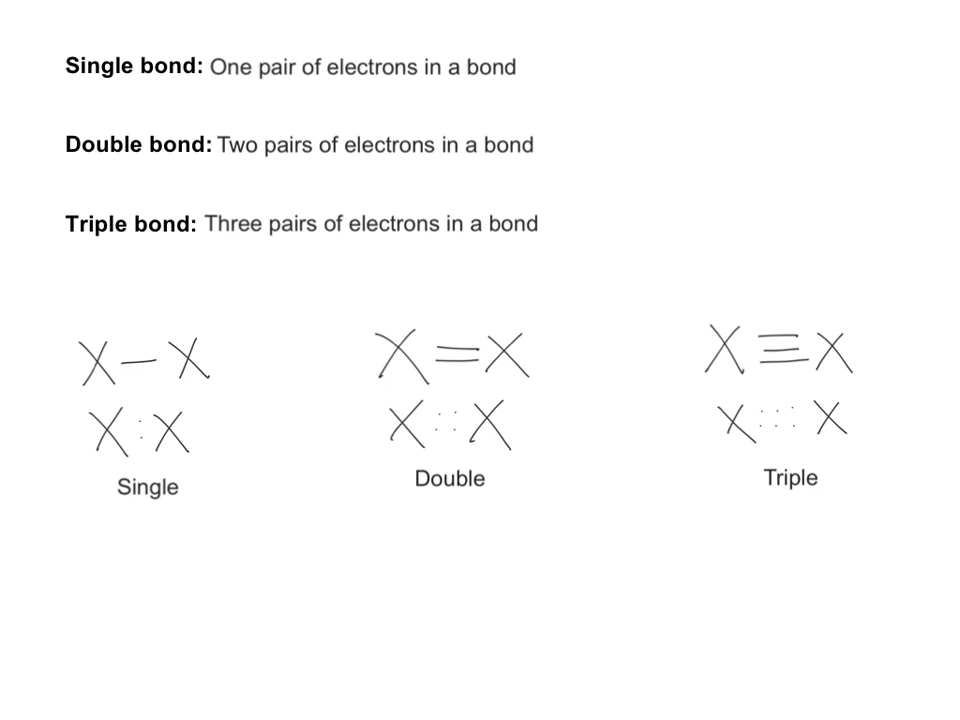 Single bond: One pair of electrons in a bond
Double bond: Two pairs of electrons in a bond
Triple bond: Three pairs of electrons in a bond
X − X X = X X ≡ X
X : X X : : X X : : : X
Single Double Triple